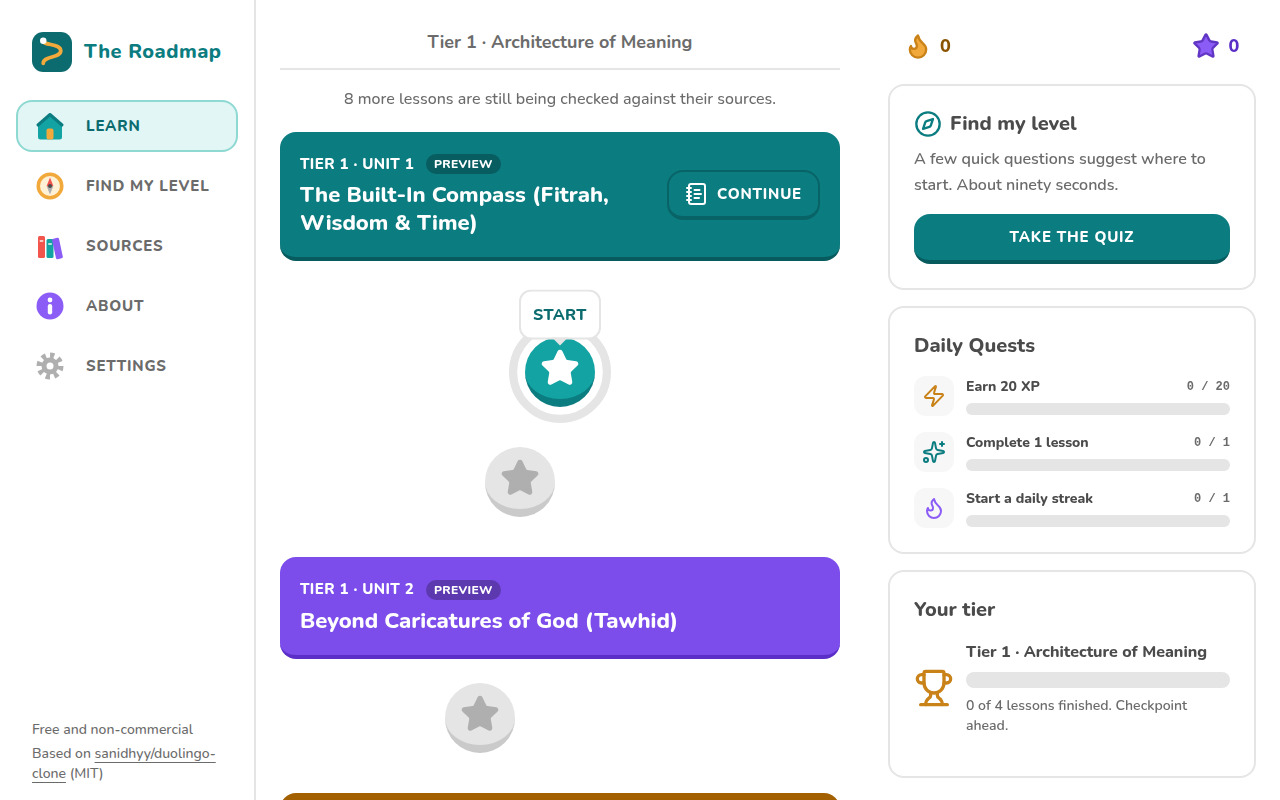 The Roadmap
LEARN
FIND MY LEVEL
SOURCES
ABOUT
SETTINGS
Free and non-commercial
Based on sanidhyy/duolingo-
clone (MIT)
Tier 1 · Architecture of Meaning
8 more lessons are still being checked against their sources.
TIER 1 · UNIT 1 PREVIEW
The Built-In Compass (Fitrah,
Wisdom & Time)
CONTINUE
START
TIER 1 · UNIT 2 PREVIEW
Beyond Caricatures of God (Tawhid)
0
0
Find my level
A few quick questions suggest where to
start. About ninety seconds.
TAKE THE QUIZ
Daily Quests
Earn 20 XP 0 / 20
Complete 1 lesson 0 / 1
Start a daily streak 0 / 1
Your tier
Tier 1 · Architecture of Meaning
0 of 4 lessons finished. Checkpoint
ahead.